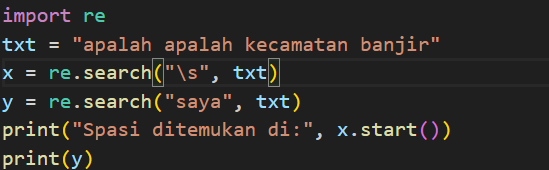 import re
txt = "apalah apalah kecamatan banjir"
x = re.search("\s", txt)
y = re.search("saya", txt)
print("Spasi ditemukan di:", x.start())
print(y)